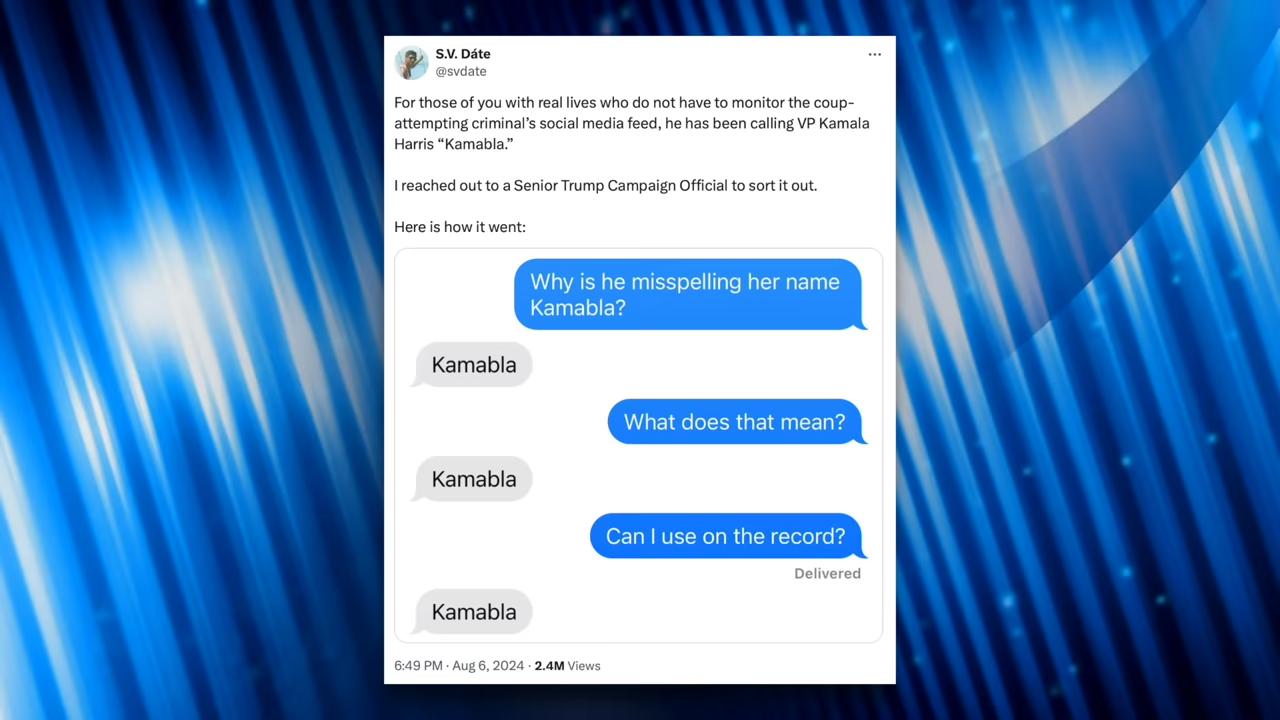 S.V. Dáte
@svdate
For those of you with real lives who do not have to monitor the coup-
attempting criminal’s social media feed, he has been calling VP Kamala
Harris “Kamabla.”
I reached out to a Senior Trump Campaign Official to sort it out.
Here is how it went:
Why is he misspelling her name
Kamabla?
Kamabla
What does that mean?
Kamabla
Can I use on the record?
Delivered
Kamabla
6:49 PM · Aug 6, 2024 · 2.4M Views